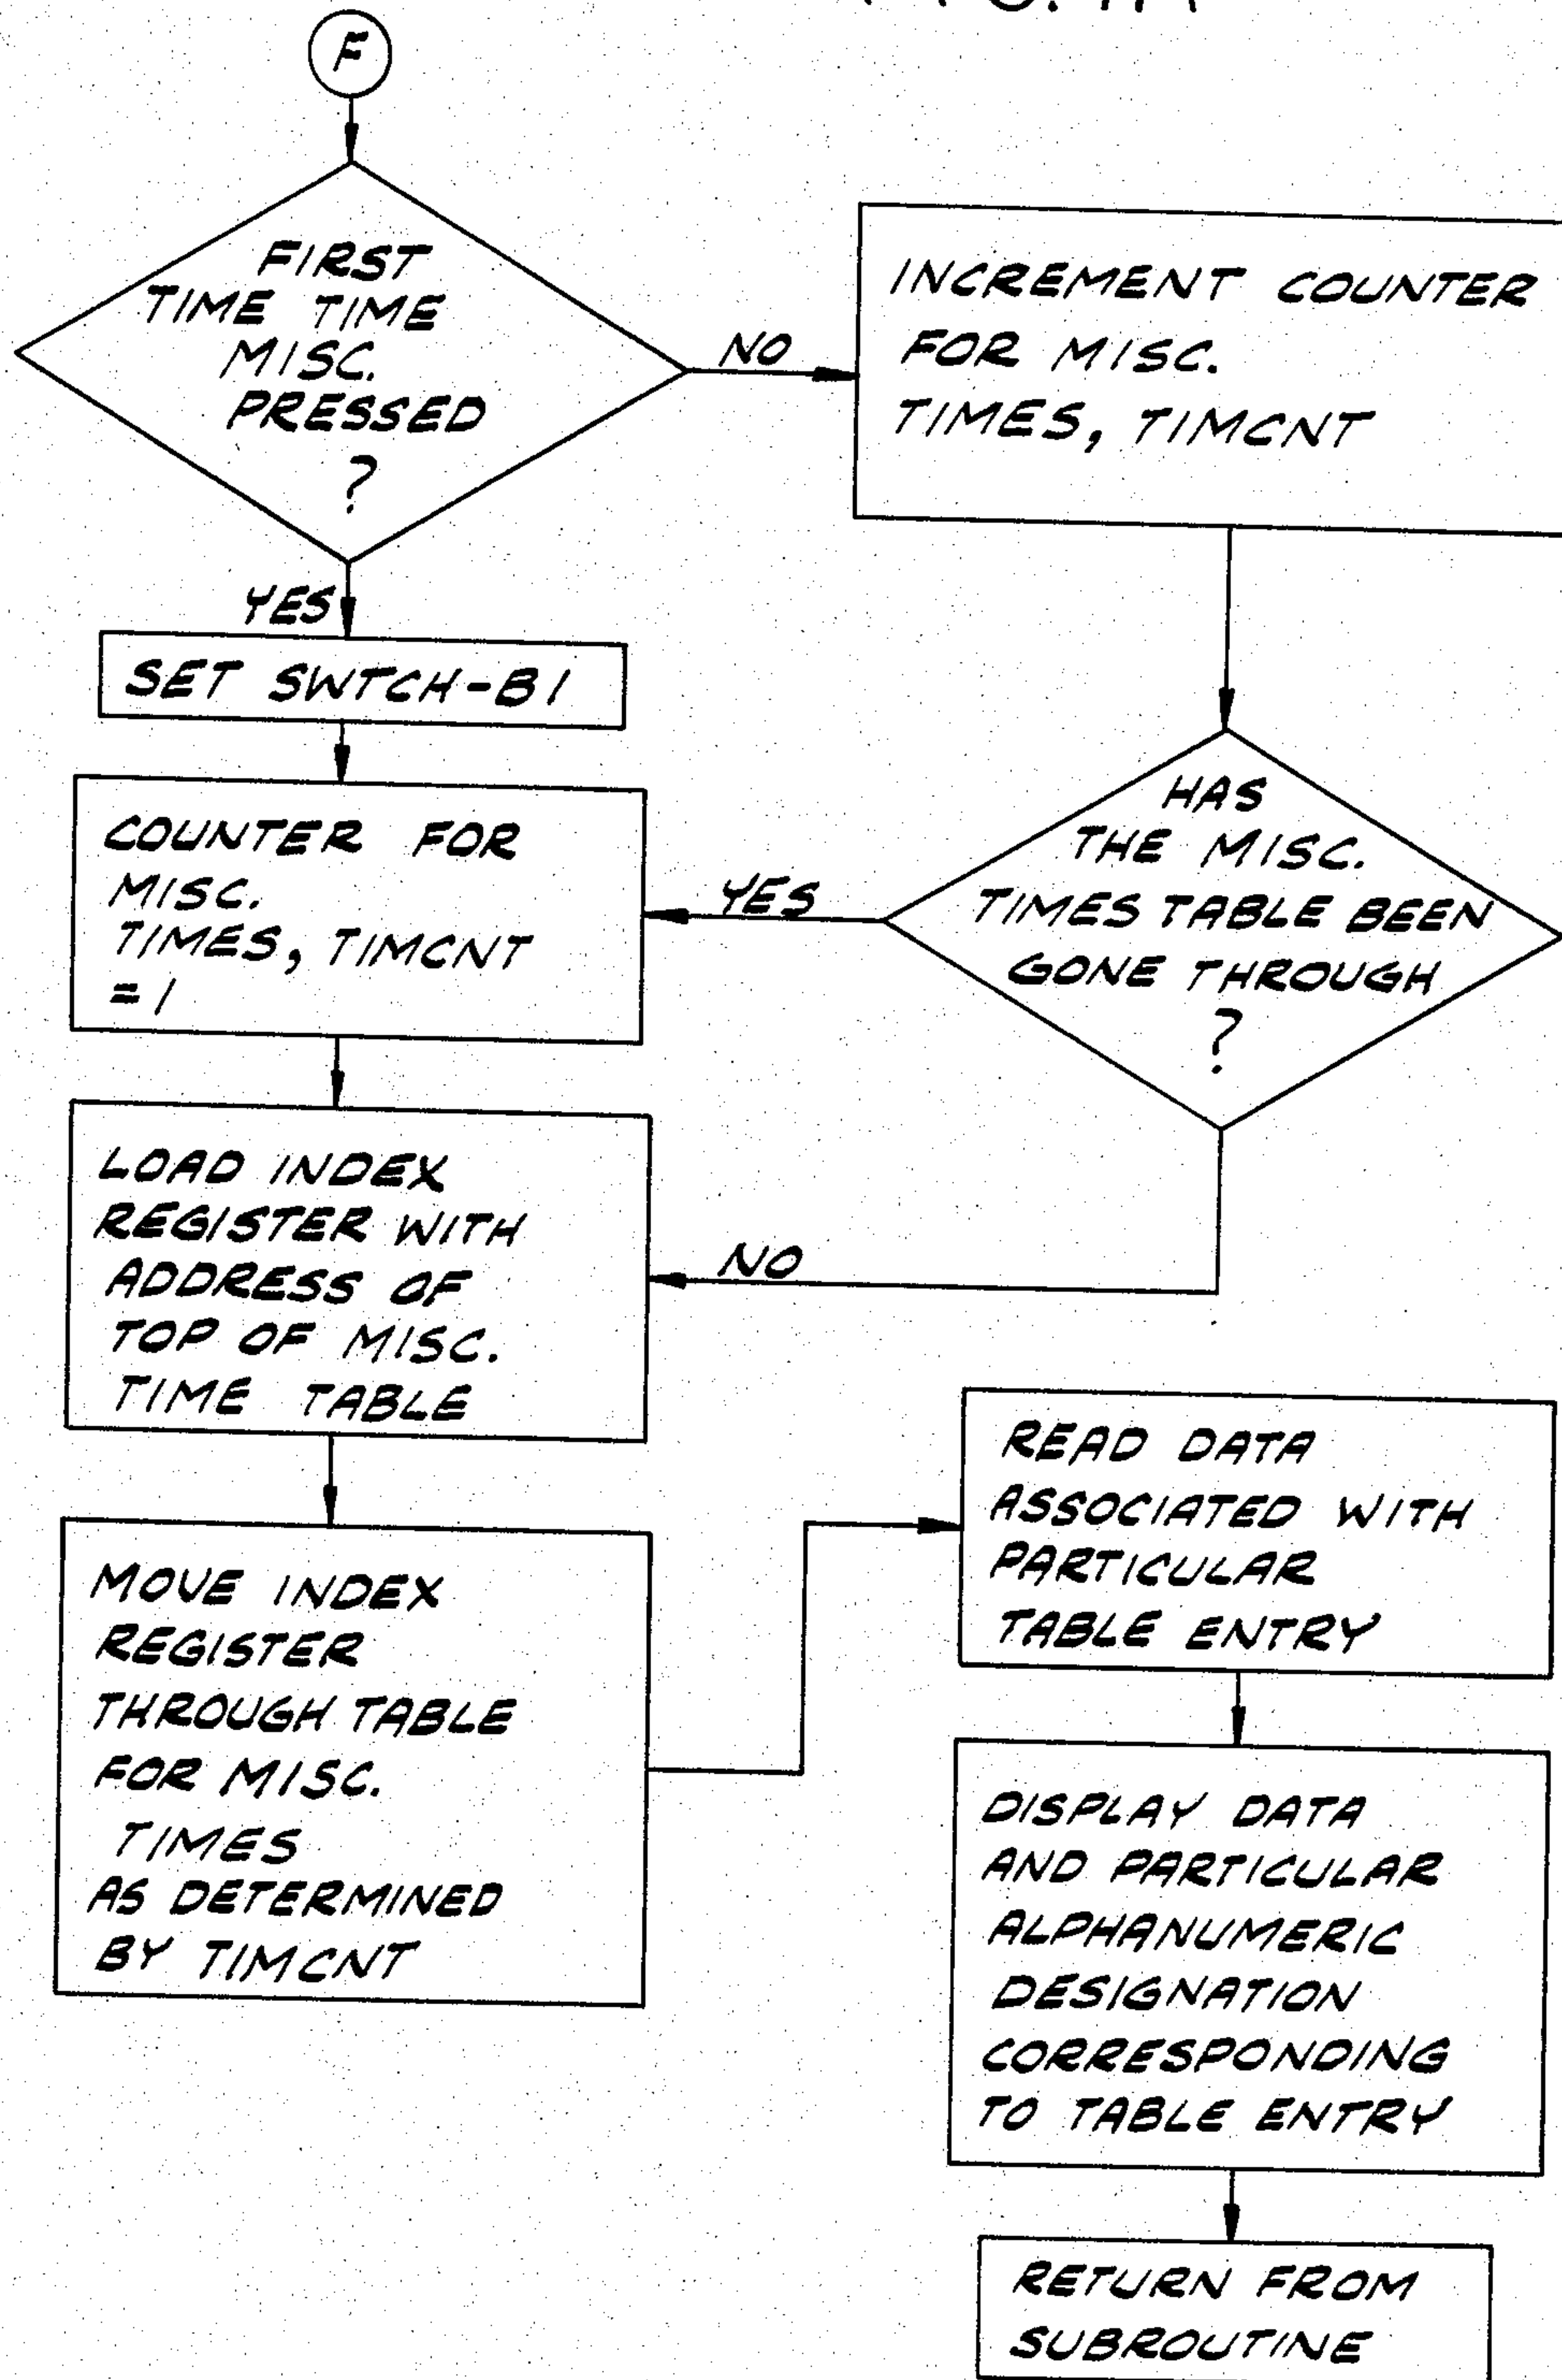 F
FIRST
TIME TIME
MISC.
PRESSED
?
NO
INCREMENT COUNTER
FOR MISC.
TIMES, TIMCNT
YES
SET SWTCH-B1
COUNTER FOR
MISC.
TIMES, TIMCNT
=1
YES
HAS
THE MISC.
TIMES TABLE BEEN
GONE THROUGH
?
LOAD INDEX
REGISTER WITH
ADDRESS OF
TOP OF MISC.
TIME TABLE
NO
MOVE INDEX
REGISTER
THROUGH TABLE
FOR MISC.
TIMES
AS DETERMINED
BY TIMCNT
READ DATA
ASSOCIATED WITH
PARTICULAR
TABLE ENTRY
DISPLAY DATA
AND PARTICULAR
ALPHANUMERIC
DESIGNATION
CORRESPONDING
TO TABLE ENTRY
RETURN FROM
SUBROUTINE